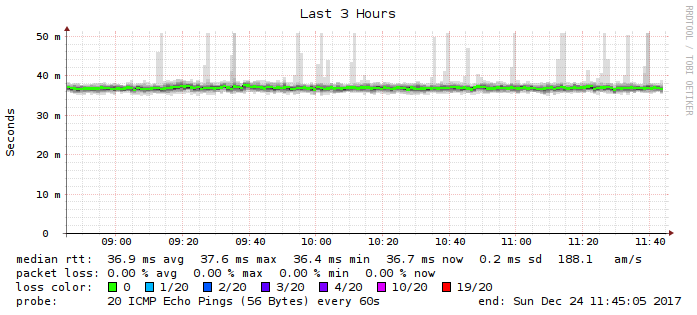 Last 3 Hours
RRDTOOL / TOBI OETIKER
Seconds
50 m
40 m
30 m
20 m
10 m
0
09:00 09:20 09:40 10:00 10:20 10:40 11:00 11:20 11:40
median rtt: 36.9 ms avg 37.6 ms max 36.4 ms min 36.7 ms now 0.2 ms sd 188.1 am/s
packet loss: 0.00 % avg 0.00 % max 0.00 % min 0.00 % now
loss color: 0 1/20 2/20 3/20 4/20 10/20 19/20
probe: 20 ICMP Echo Pings (56 Bytes) every 60s end: Sun Dec 24 11:45:05 2017